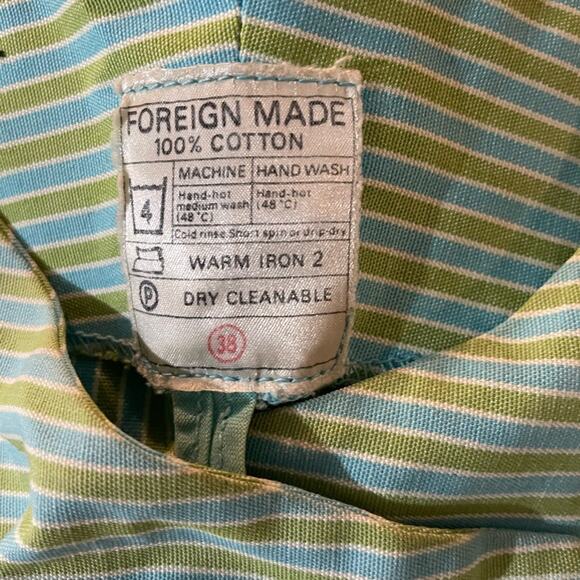 FOREIGN MADE
100% COTTON
MACHINE HAND WASH
4
Hand-hot Hand-hot
medium wash (48°C)
(48°C)
Cold rinse. Short spin or drip-dry
WARM IRON 2
P DRY CLEANABLE
38